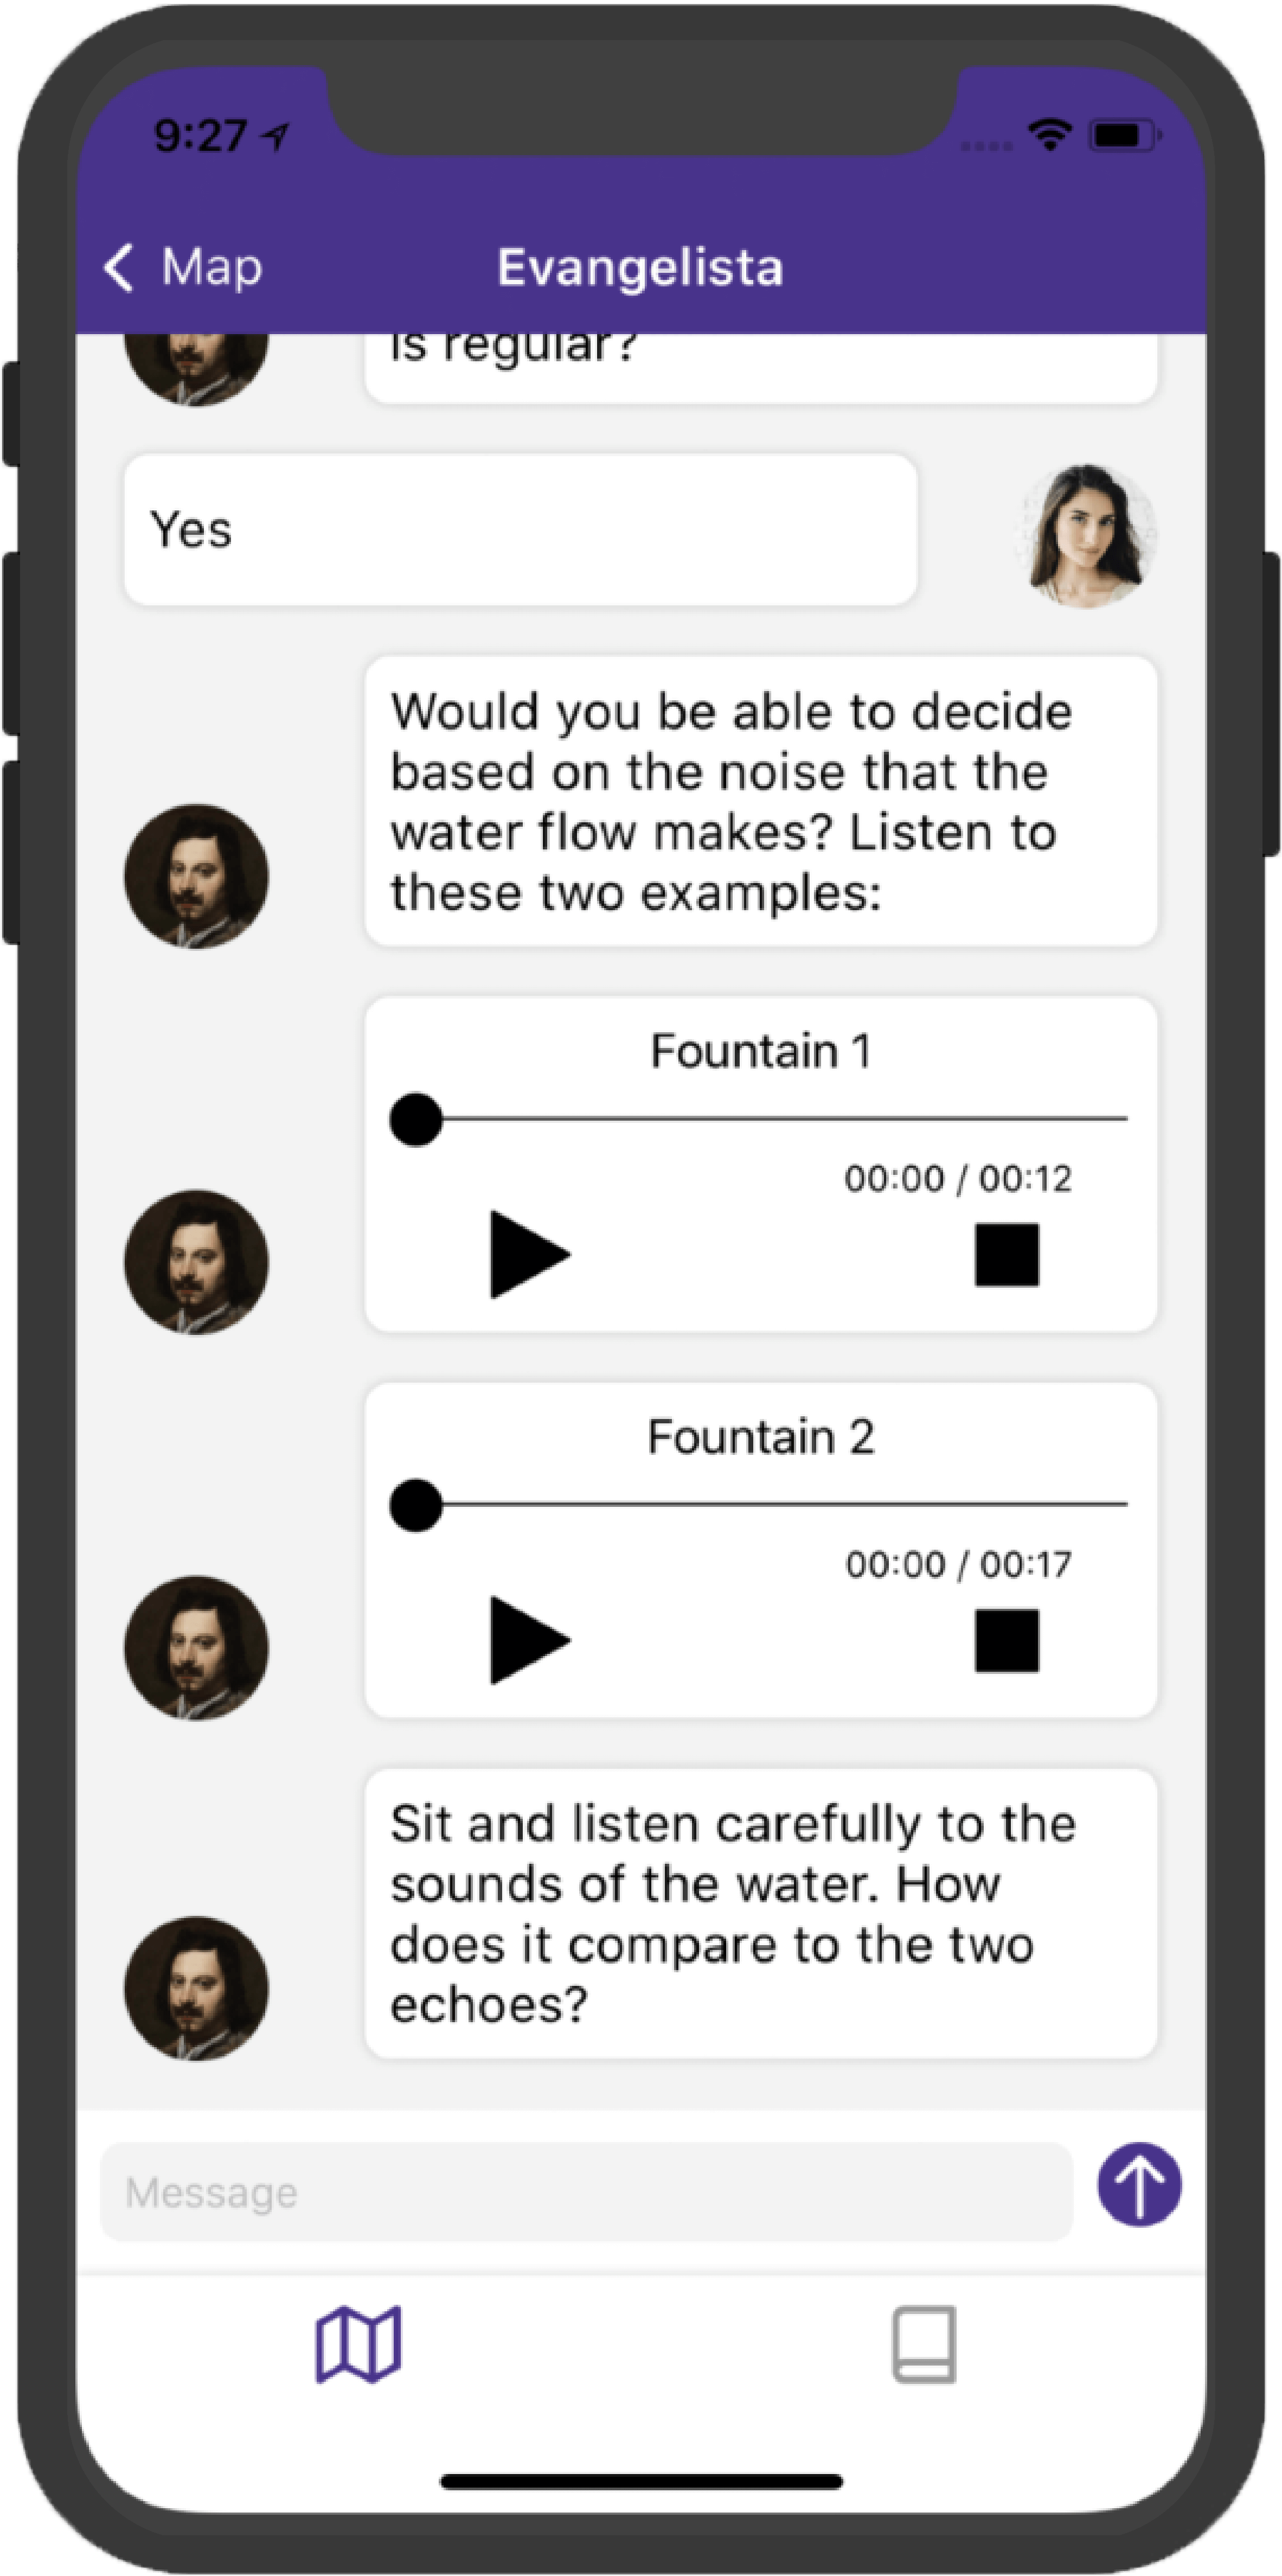 9:27
Map
Evangelista
is regular?
Yes
Would you be able to decide
based on the noise that the
water flow makes? Listen to
these two examples:
Fountain 1
00:00 / 00:12
Fountain 2
00:00 / 00:17
Sit and listen carefully to the
sounds of the water. How
does it compare to the two
echoes?
Message